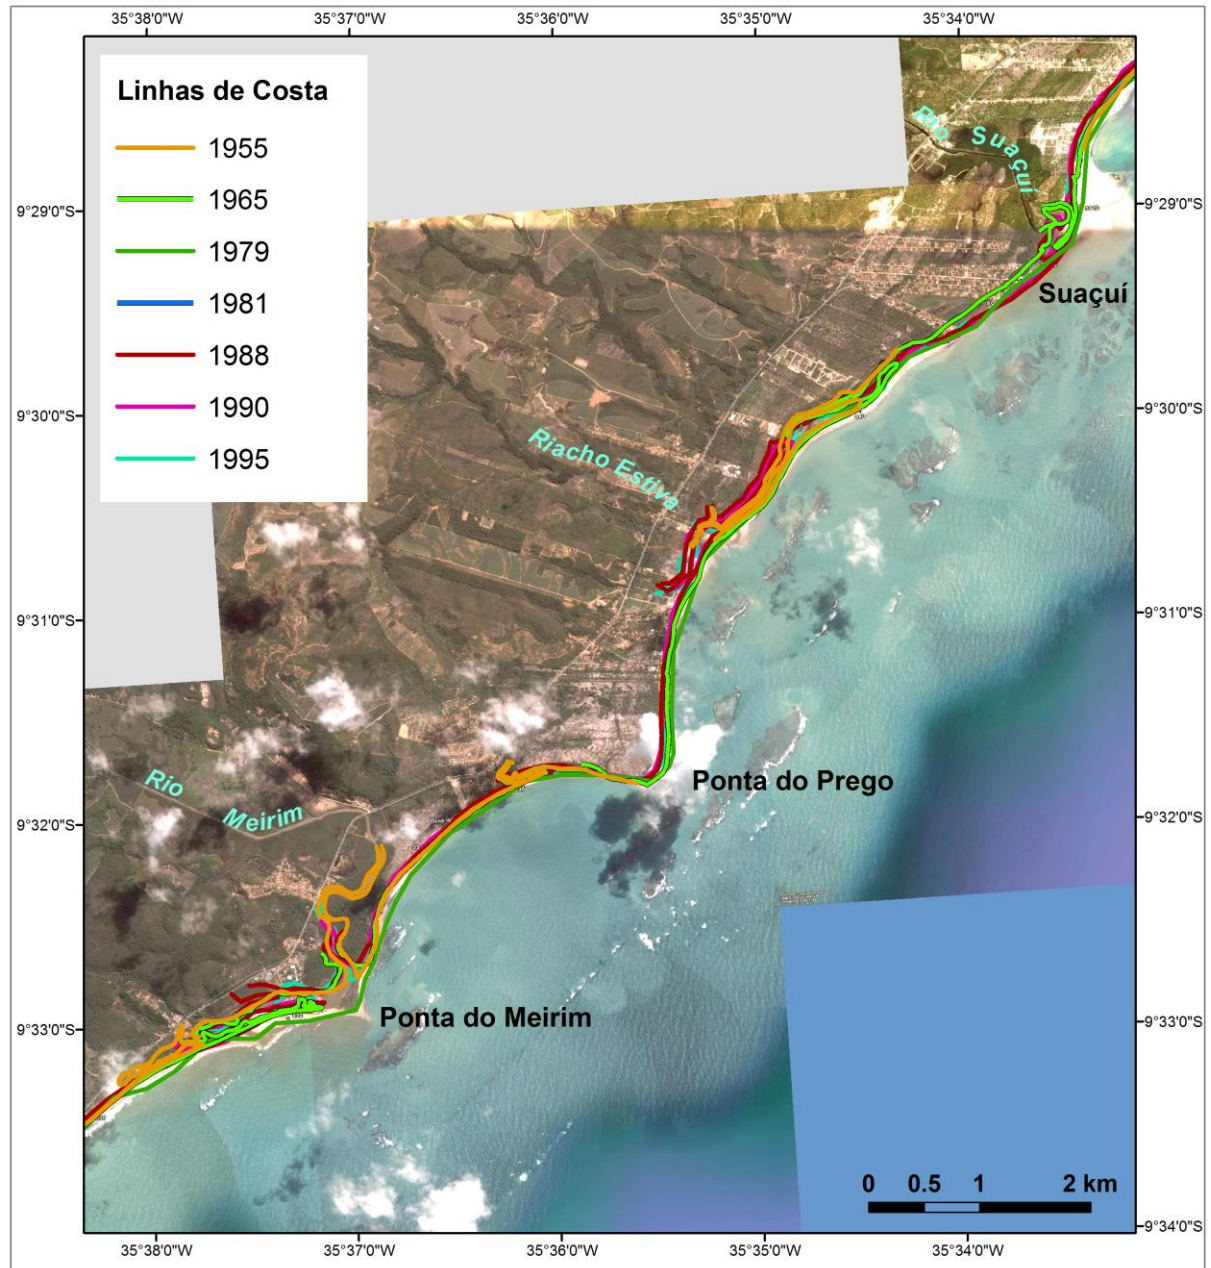 35°38'0"W 35°37'0"W 35°36'0"W 35°35'0"W 35°34'0"W
Linhas de Costa
1955
1965
1979
1981
1988
1990
1995
Rio Suaçuí
9°29'0"S 9°29'0"S
Suaçuí
9°30'0"S 9°30'0"S
Riacho Estiva
9°31'0"S 9°31'0"S
Ponta do Prego
Rio Meirim
9°32'0"S 9°32'0"S
Ponta do Meirim
9°33'0"S 9°33'0"S
0 0.5 1 2 km
9°34'0"S
35°38'0"W 35°37'0"W 35°36'0"W 35°35'0"W 35°34'0"W